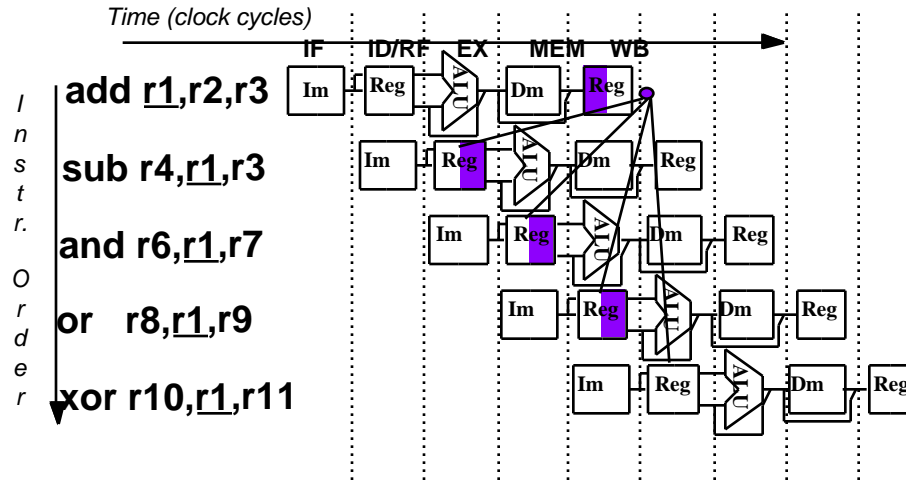 Time (clock cycles)
IF ID/RF EX MEM WB
Instr. Order
add r1,r2,r3 Im Reg ALU Dm Reg
sub r4,r1,r3 Im Reg ALU Dm Reg
and r6,r1,r7 Im Reg ALU Dm Reg
or r8,r1,r9 Im Reg ALU Dm Reg
xor r10,r1,r11 Im Reg ALU Dm Reg